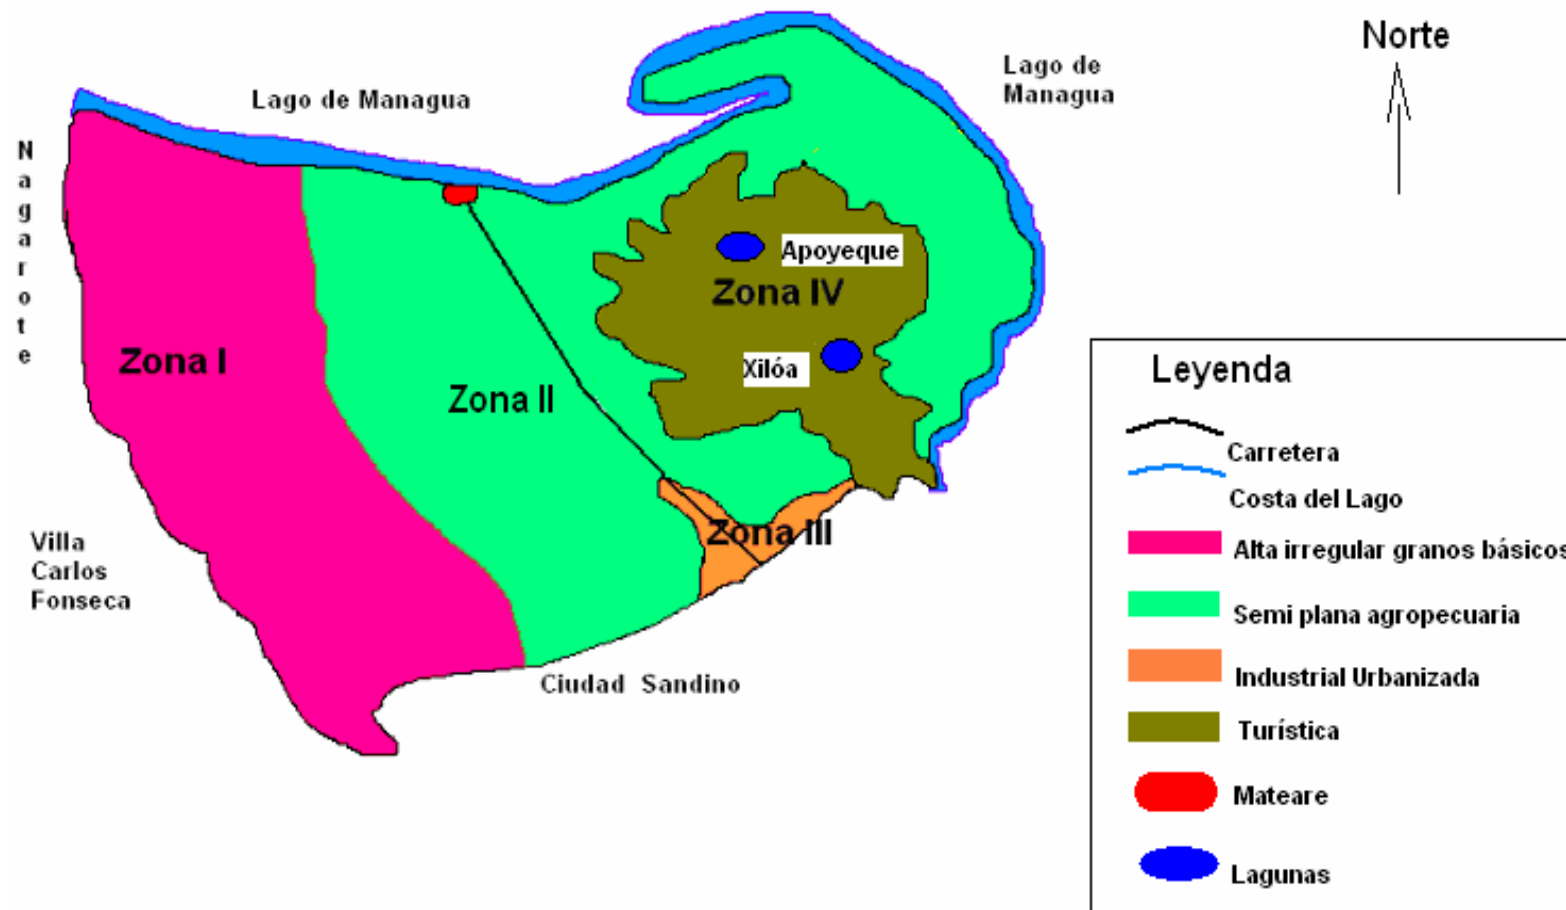 Norte
Lago de
Managua
Lago de Managua
N
a
g
a
r
o
t
e
Apoyeque
Zona IV
Zona I
Xilóa
Zona II
Zona III
Villa
Carlos
Fonseca
Ciudad Sandino
Leyenda
Carretera
Costa del Lago
Alta irregular granos básicos
Semi plana agropecuaria
Industrial Urbanizada
Turística
Mateare
Lagunas